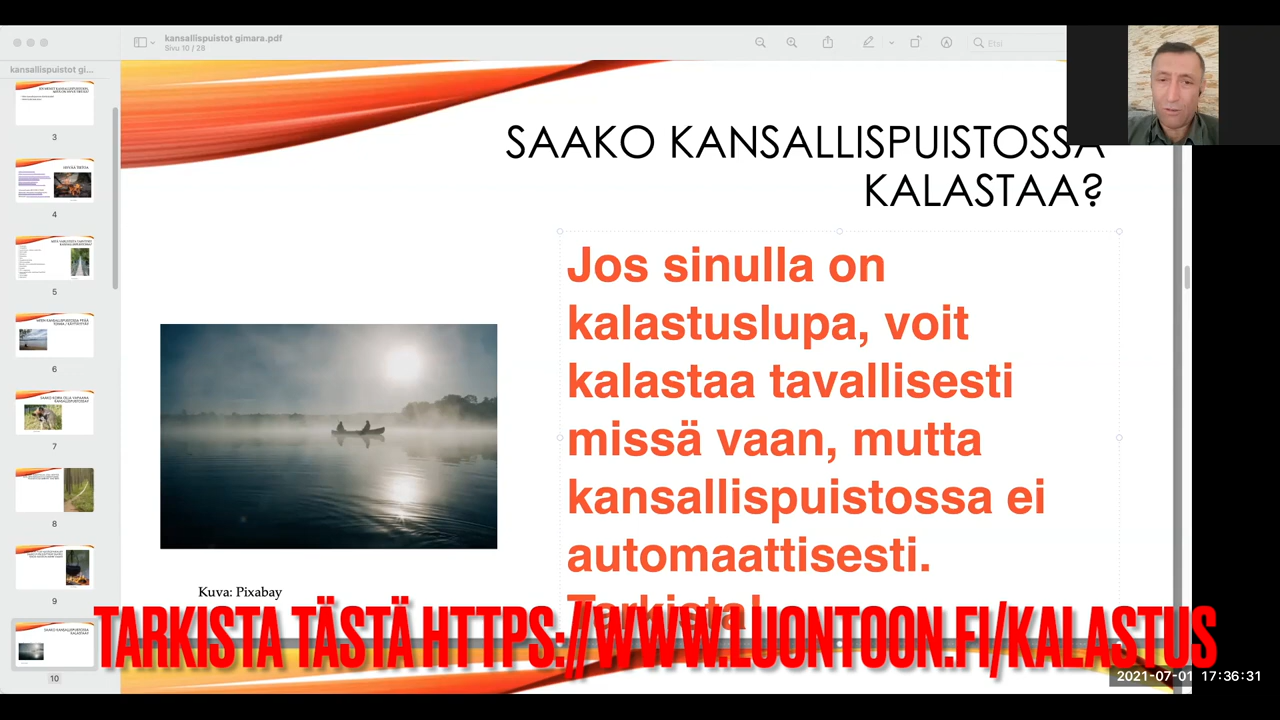 kansallispuistot gimara.pdf
Sivu 10 / 28
Etsi
kansallispuistot gi...
3
4
5
6
7
8
9
10
SAAKO KANSALLISPUISTOSSA
KALASTAA?
Jos sinulla on
kalastuslupa, voit
kalastaa tavallisesti
missä vaan, mutta
kansallispuistossa ei
automaattisesti.
Tarkista!
Kuva: Pixabay
TARKISTA TÄSTÄ HTTPS://WWW.LUONTOON.FI/KALASTUS
2021-07-01 17:36:31